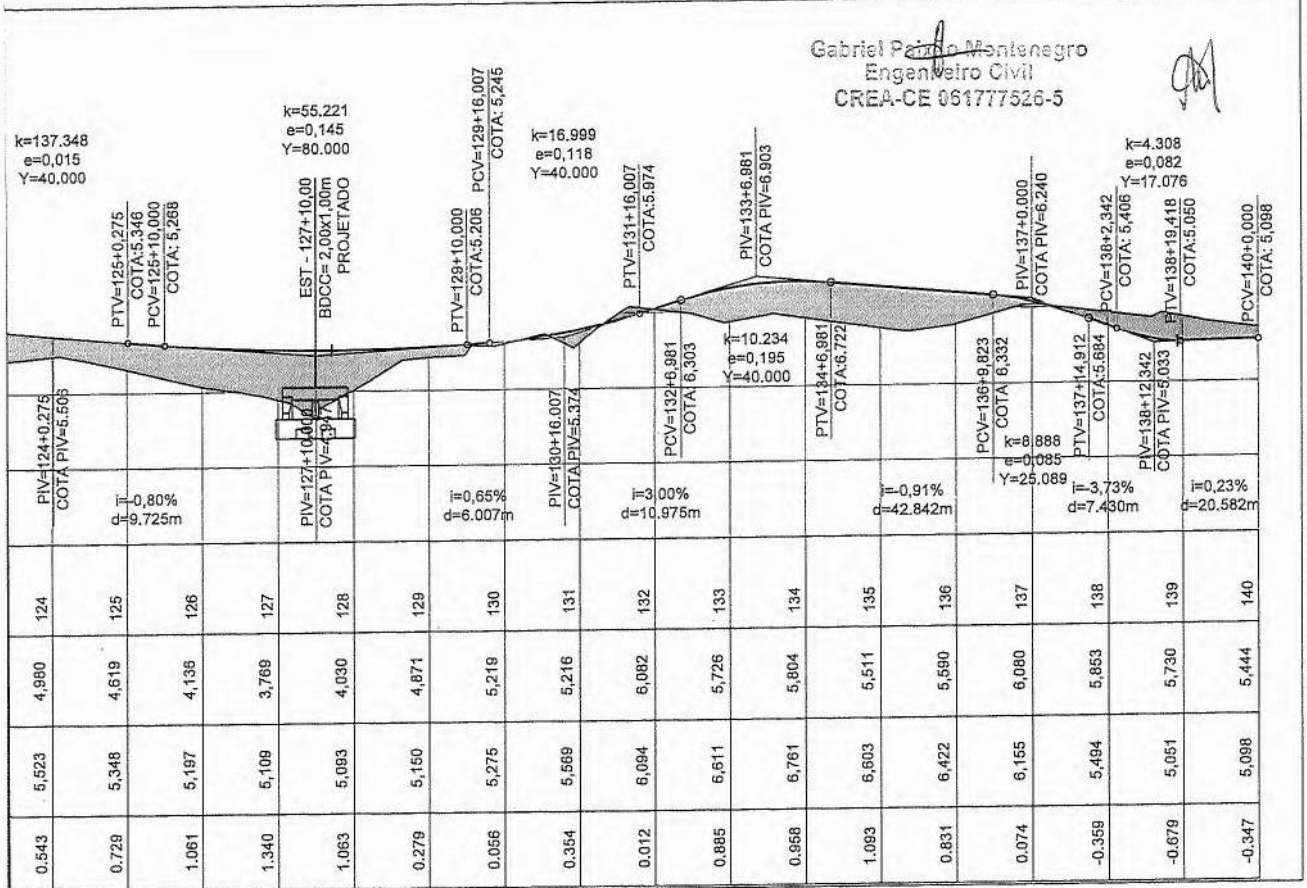 Gabriel Paixão Montenegro
Engenheiro Civil
CREA-CE 061777526-5
k=137.348
e=0,015
Y=40,000
PTV=125+0,275
COTA:5.346
PCV=125+10,000
COTA: 5,268
k=55.221
e=0,145
Y=80.000
EST - 127+10,00
BDCC= 2,00x1,00m
PROJETADO
PTV=129+10,000
COTA:5.206
PCV=129+16,007
COTA: 5,245
k=16.999
e=0,118
Y=40.000
PTV=131+16,007
COTA:5.974
PIV=133+6.981
COTA PIV=6.903
PIV=137+0.000
COTA PIV=6.240
k=4.308
e=0,082
Y=17.076
PCV=138+2,342
COTA: 5,406
PTV=138+19,418
COTA:5.050
PCV=140+0,000
COTA: 5,098
PIV=124+0.275
COTA PIV=5.506
i=-0,80%
d=9.725m
PIV=127+10.000
COTA PIV=4.947
i=0,65%
d=6.007m
PIV=130+16.007
COTA PIV=5.374
i=3,00%
d=10.975m
PCV=132+6,981
COTA: 6,303
k=10.234
e=0,195
Y=40.000
PTV=134+6,981
COTA:6.722
i=-0,91%
d=42.842m
PCV=136+9,823
COTA: 6,332
k=8.888
e=0,085
Y=25.089
PTV=137+14,912
COTA:5.684
i=-3,73%
d=7.430m
PIV=138+12.342
COTA PIV=5.033
i=0,23%
d=20.582m
124 125 126 127 128 129 130 131 132 133 134 135 136 137 138 139 140
4,980 4,619 4,136 3,769 4,030 4,871 5,219 5,216 6,082 5,726 5,804 5,511 5,590 6,080 5,853 5,730 5,444
5,523 5,348 5,197 5,109 5,093 5,150 5,275 5,569 6,094 6,611 6,761 6,603 6,422 6,155 5,494 5,051 5,098
0.543 0.729 1.061 1.340 1.063 0.279 0.056 0.354 0.012 0.885 0.958 1.093 0.831 0.074 -0.359 -0.679 -0.347